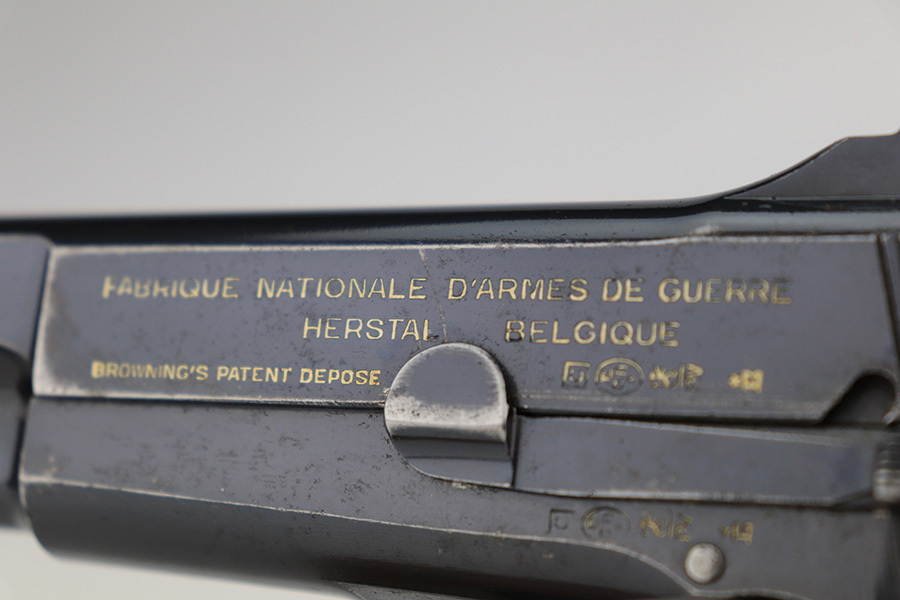 FABRIQUE NATIONALE D'ARMES DE GUERRE
HERSTAL BELGIQUE
BROWNING'S PATENT DEPOSE